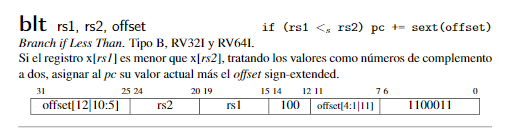 blt rs1, rs2, offset if (rs1 <s rs2) pc += sext(offset)
Branch if Less Than. Tipo B, RV32I y RV64I.
Si el registro x[rs1] es menor que x[rs2], tratando los valores como números de complemento
a dos, asignar al pc su valor actual más el offset sign-extended.
31 25 24 20 19 15 14 12 11 7 6 0
offset[12|10:5] rs2 rs1 100 offset[4:1|11] 1100011